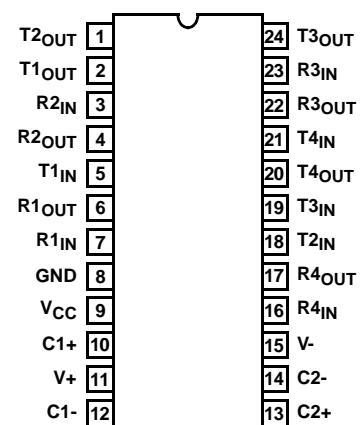 T2OUT 1 24 T3OUT
T1OUT 2 23 R3IN
R2IN 3 22 R3OUT
R2OUT 4 21 T4IN
T1IN 5 20 T4OUT
R1OUT 6 19 T3IN
R1IN 7 18 T2IN
GND 8 17 R4OUT
VCC 9 16 R4IN
C1+ 10 15 V-
V+ 11 14 C2-
C1- 12 13 C2+